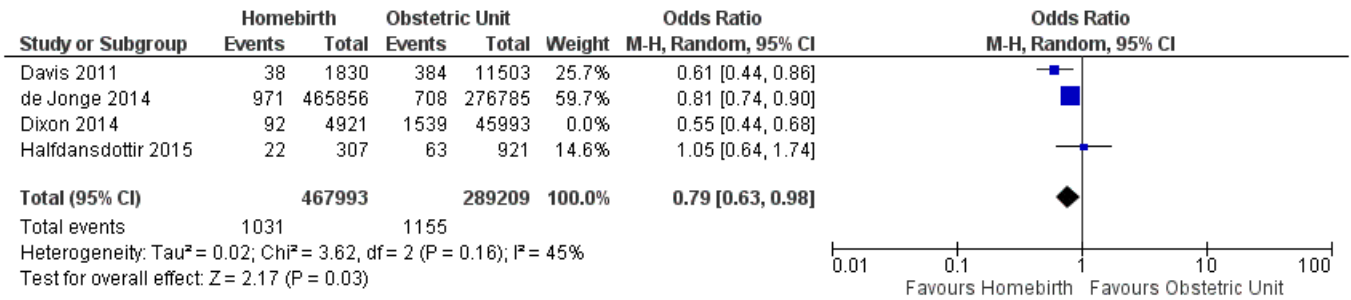 Homebirth Obstetric Unit Odds Ratio Odds Ratio
Study or Subgroup Events Total Events Total Weight M-H, Random, 95% CI M-H, Random, 95% CI
Davis 2011 38 1830 384 11503 25.7% 0.61 [0.44, 0.86]
de Jonge 2014 971 465856 708 276785 59.7% 0.81 [0.74, 0.90]
Dixon 2014 92 4921 1539 45993 0.0% 0.55 [0.44, 0.68]
Halfdansdottir 2015 22 307 63 921 14.6% 1.05 [0.64, 1.74]
Total (95% CI) 467993 289209 100.0% 0.79 [0.63, 0.98]
Total events 1031 1155
Heterogeneity: Tau² = 0.02; Chi² = 3.62, df = 2 (P = 0.16); I² = 45%
Test for overall effect: Z = 2.17 (P = 0.03)
0.01 0.1 1 10 100
Favours Homebirth Favours Obstetric Unit